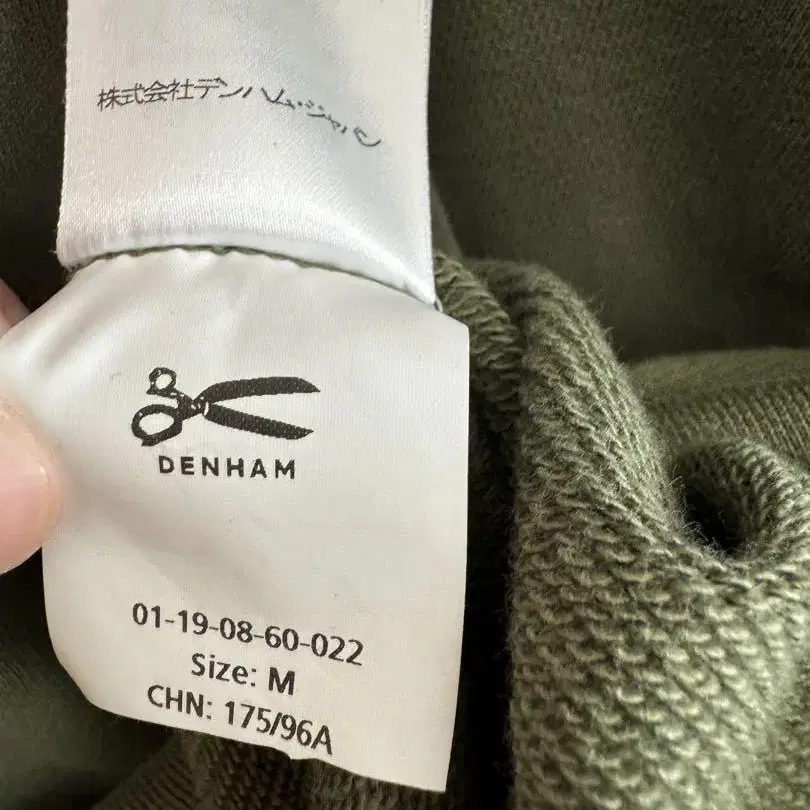 株式会社デンハム・ジャパン
DENHAM
01-19-08-60-022
Size: M
CHN: 175/96A